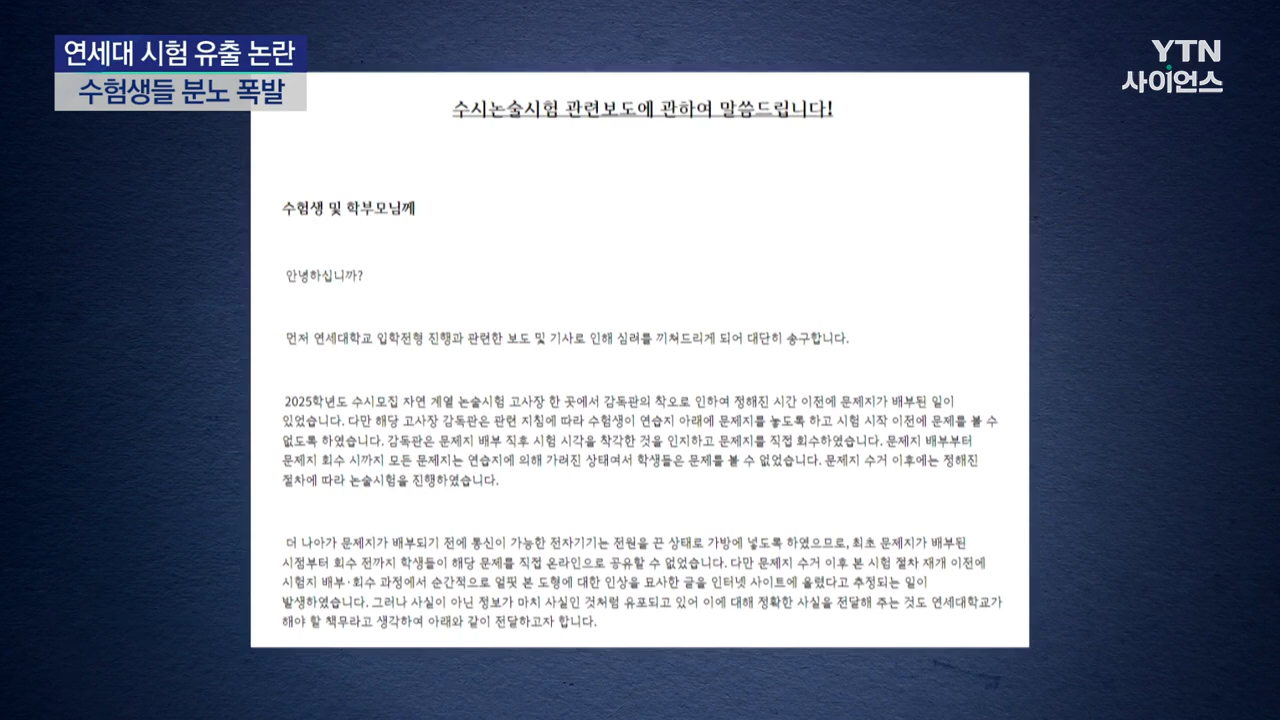 연세대 시험 유출 논란
수험생들 분노 폭발
YTN
사이언스
수시논술시험 관련보도에 관하여 말씀드립니다!
수험생 및 학부모님께
안녕하십니까?
먼저 연세대학교 입학전형 진행과 관련한 보도 및 기사로 인해 심려를 끼쳐드리게 되어 대단히 송구합니다.
2025학년도 수시모집 자연 계열 논술시험 고사장 한 곳에서 감독관의 착오로 인하여 정해진 시간 이전에 문제지가 배부된 일이
있었습니다. 다만 해당 고사장 감독관은 관련 지침에 따라 수험생이 연습지 아래에 문제지를 놓도록 하고 시험 시작 이전에 문제를 볼 수
없도록 하였습니다. 감독관은 문제지 배부 직후 시험 시각을 착각한 것을 인지하고 문제지를 직접 회수하였습니다. 문제지 배부부터
문제지 회수 시까지 모든 문제지는 연습지에 의해 가려진 상태여서 학생들은 문제를 볼 수 없었습니다. 문제지 수거 이후에는 정해진
절차에 따라 논술시험을 진행하였습니다.
더 나아가 문제지가 배부되기 전에 통신이 가능한 전자기기는 전원을 끈 상태로 가방에 넣도록 하였으므로, 최초 문제지가 배부된
시점부터 회수 전까지 학생들이 해당 문제를 직접 온라인으로 공유할 수 없었습니다. 다만 문제지 수거 이후 본 시험 절차 재개 이전에
시험지 배부·회수 과정에서 순간적으로 얼핏 본 도형에 대한 인상을 묘사한 글을 인터넷 사이트에 올렸다고 추정되는 일이
발생하였습니다. 그러나 사실이 아닌 정보가 마치 사실인 것처럼 유포되고 있어 이에 대해 정확한 사실을 전달해 주는 것도 연세대학교가
해야 할 책무라고 생각하여 아래와 같이 전달하고자 합니다.